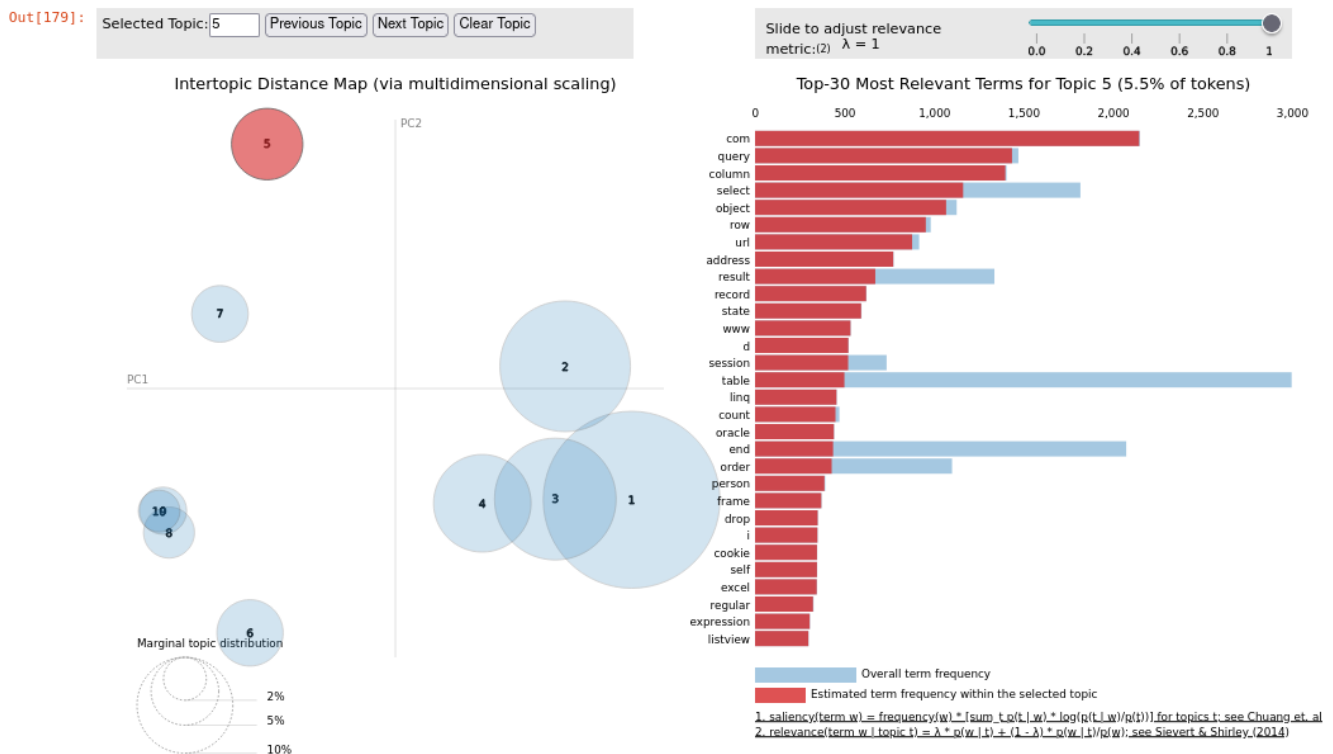 Out[179]:
Selected Topic: 5 Previous Topic Next Topic Clear Topic
Slide to adjust relevance
metric:(2) λ = 1
0.0 0.2 0.4 0.6 0.8 1
Intertopic Distance Map (via multidimensional scaling)
PC2
PC1
5
7
2
4
3
1
10
8
6
Marginal topic distribution
2%
5%
10%
Top-30 Most Relevant Terms for Topic 5 (5.5% of tokens)
0 500 1,000 1,500 2,000 2,500 3,000
com
query
column
select
object
row
url
address
result
record
state
www
d
session
table
linq
count
oracle
end
order
person
frame
drop
i
cookie
self
excel
regular
expression
listview
Overall term frequency
Estimated term frequency within the selected topic
1. saliency(term w) = frequency(w) * [sum_t p(t | w) * log(p(t | w)/p(t))] for topics t; see Chuang et. al
2. relevance(term w | topic t) = λ * p(w | t) + (1 - λ) * p(w | t)/p(w); see Sievert & Shirley (2014)